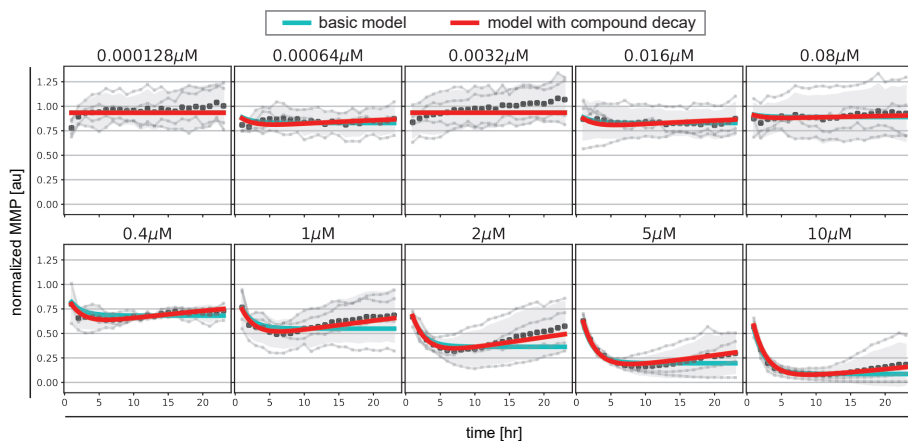 basic model model with compound decay
0.000128μM 0.00064μM 0.0032μM 0.016μM 0.08μM
1.25
1.00
0.75
0.50
0.25
0.00
normalized MMP [au]
0.4μM 1μM 2μM 5μM 10μM
1.25
1.00
0.75
0.50
0.25
0.00
0 5 10 15 20 0 5 10 15 20 0 5 10 15 20 0 5 10 15 20 0 5 10 15 20
time [hr]